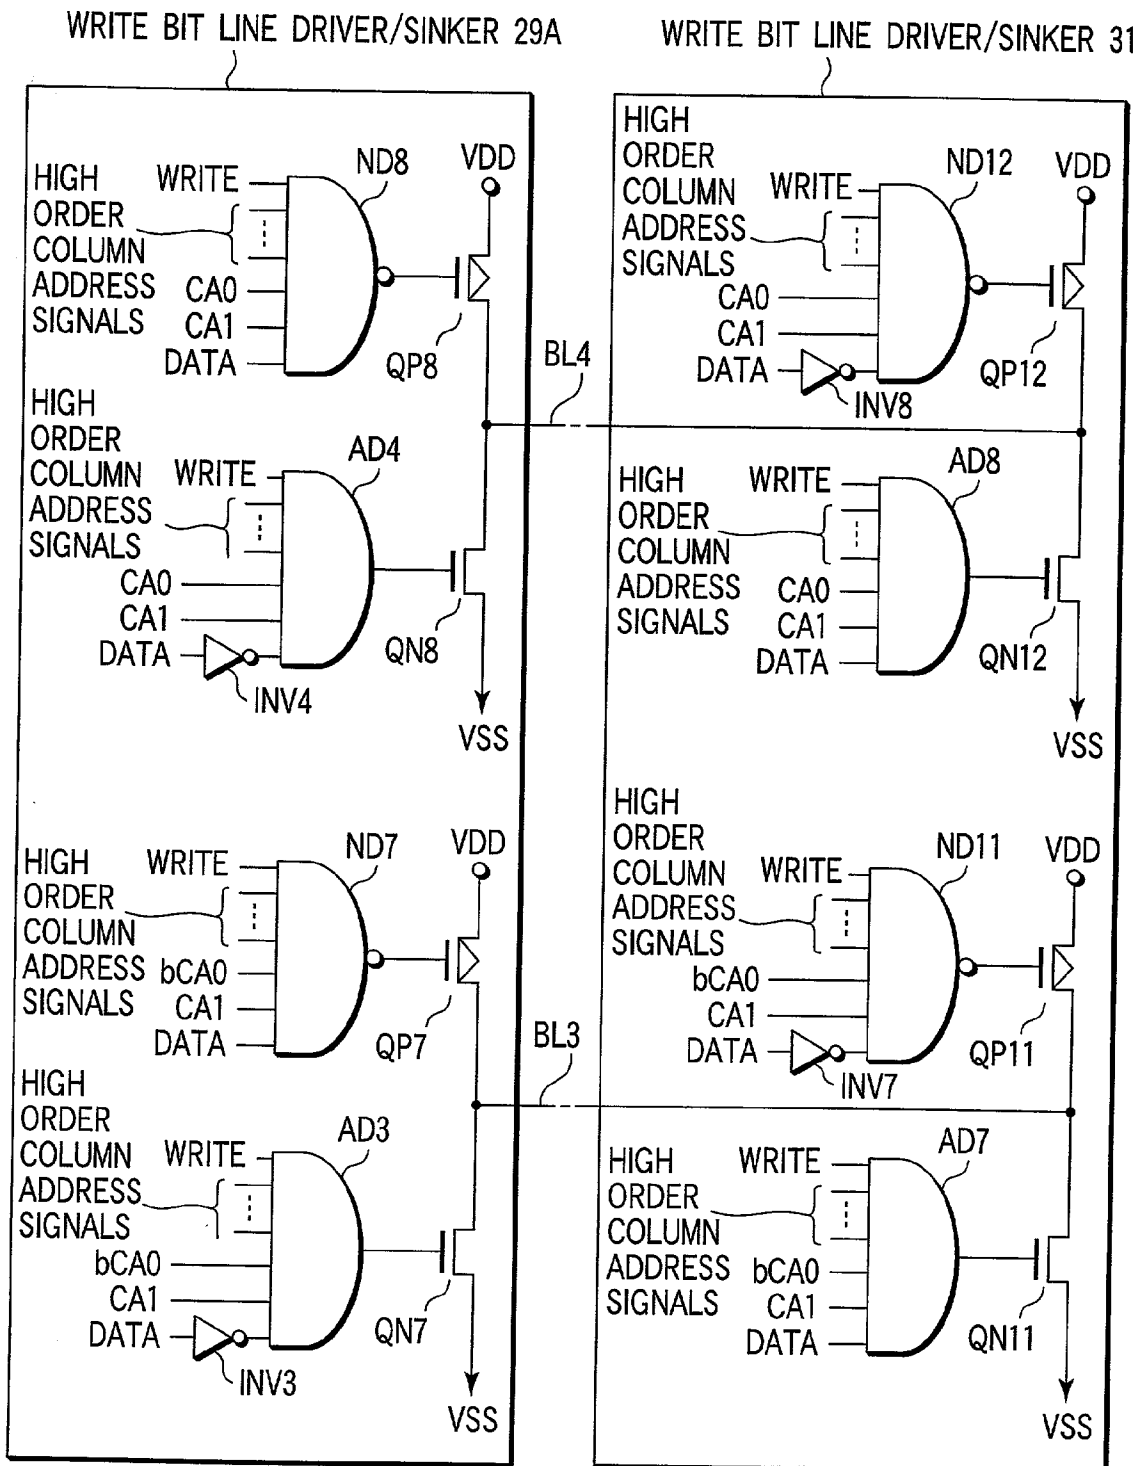 WRITE BIT LINE DRIVER/SINKER 29A
WRITE BIT LINE DRIVER/SINKER 31
ND8
VDD
HIGH
ORDER
COLUMN
ADDRESS
SIGNALS
WRITE
CA0
CA1
DATA
QP8
BL4
HIGH
ORDER
COLUMN
ADDRESS
SIGNALS
WRITE
AD4
CA0
CA1
DATA
INV4
QN8
VSS
HIGH
ORDER
COLUMN
ADDRESS
SIGNALS
WRITE
ND12
VDD
CA0
CA1
DATA
INV8
QP12
HIGH
ORDER
COLUMN
ADDRESS
SIGNALS
WRITE
AD8
CA0
CA1
DATA
QN12
VSS
HIGH
ORDER
COLUMN
ADDRESS
SIGNALS
WRITE
ND7
VDD
bCA0
CA1
DATA
QP7
BL3
HIGH
ORDER
COLUMN
ADDRESS
SIGNALS
WRITE
AD3
bCA0
CA1
DATA
INV3
QN7
VSS
HIGH
ORDER
COLUMN
ADDRESS
SIGNALS
WRITE
ND11
VDD
bCA0
CA1
DATA
INV7
QP11
HIGH
ORDER
COLUMN
ADDRESS
SIGNALS
WRITE
AD7
bCA0
CA1
DATA
QN11
VSS